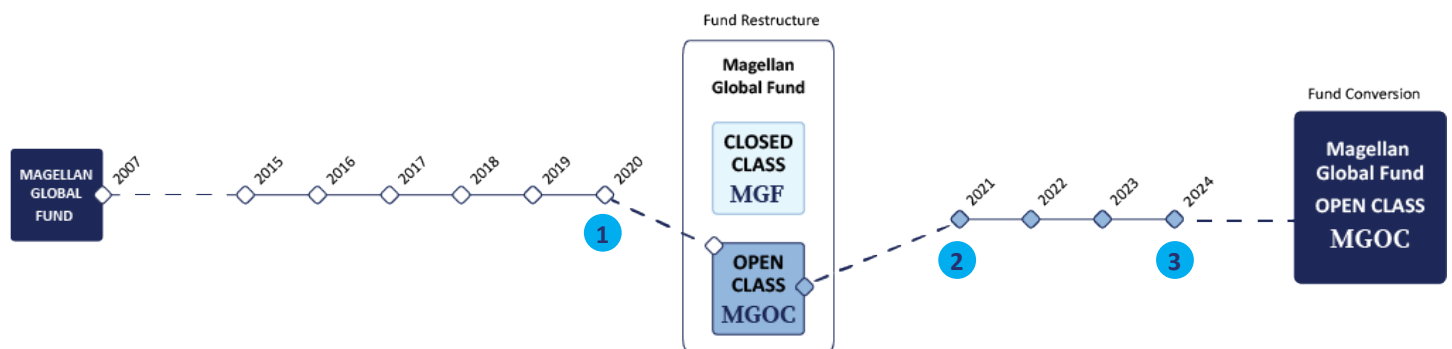 MAGELLAN
GLOBAL
FUND
2007
2015
2016
2017
2018
2019
2020
1
Fund Restructure
Magellan
Global Fund
CLOSED
CLASS
MGF
OPEN
CLASS
MGOC
2021
2022
2023
2024
2
3
Fund Conversion
Magellan
Global Fund
OPEN CLASS
MGOC